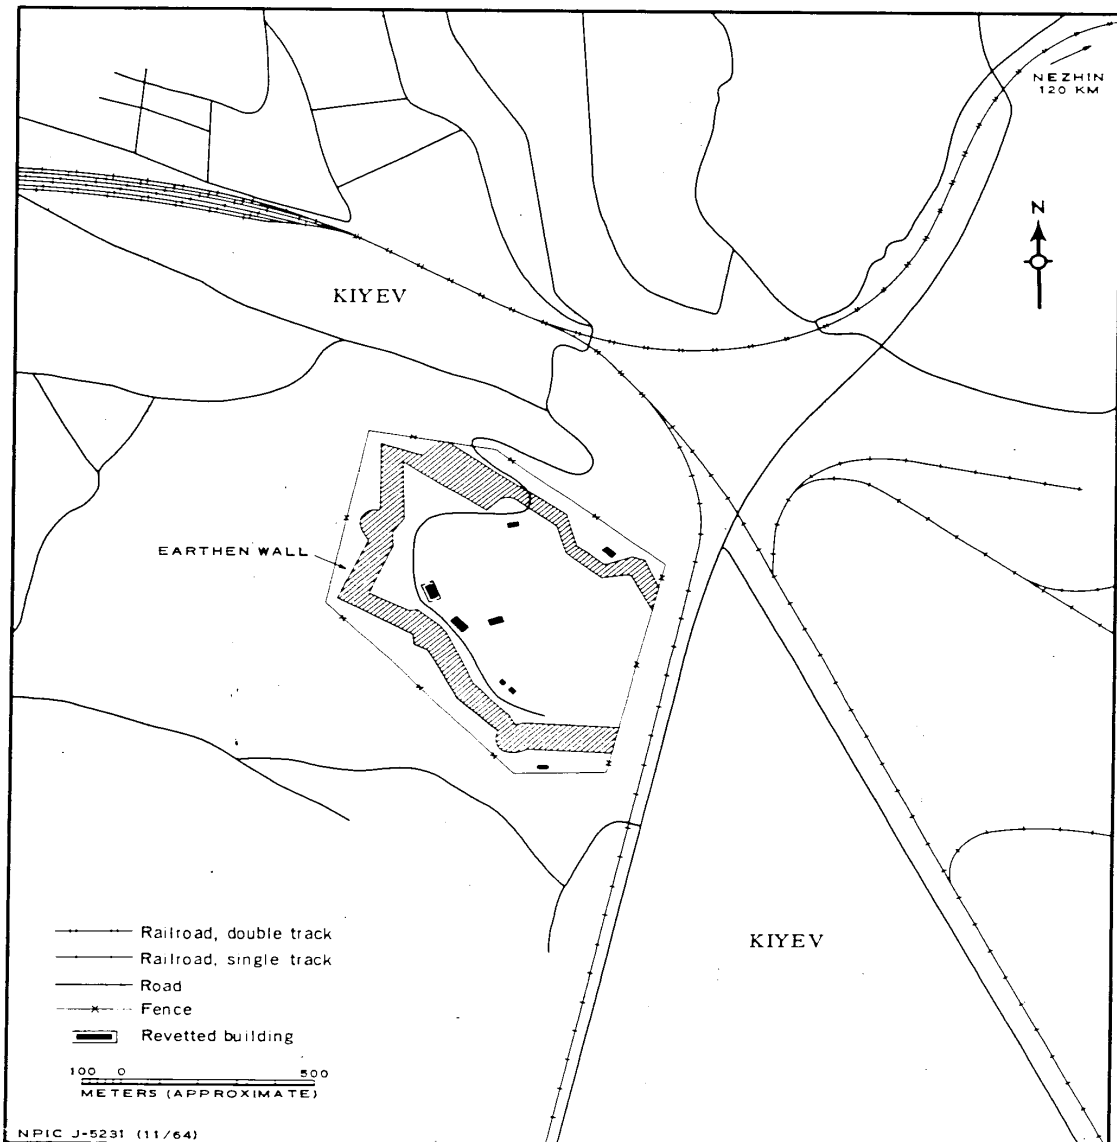 NEZHIN
120 KM
N
KIYEV
EARTHEN WALL
KIYEV
Railroad, double track
Railroad, single track
Road
Fence
Revetted building
100 0 500
METERS (APPROXIMATE)
NPIC J-5231 (11/64)